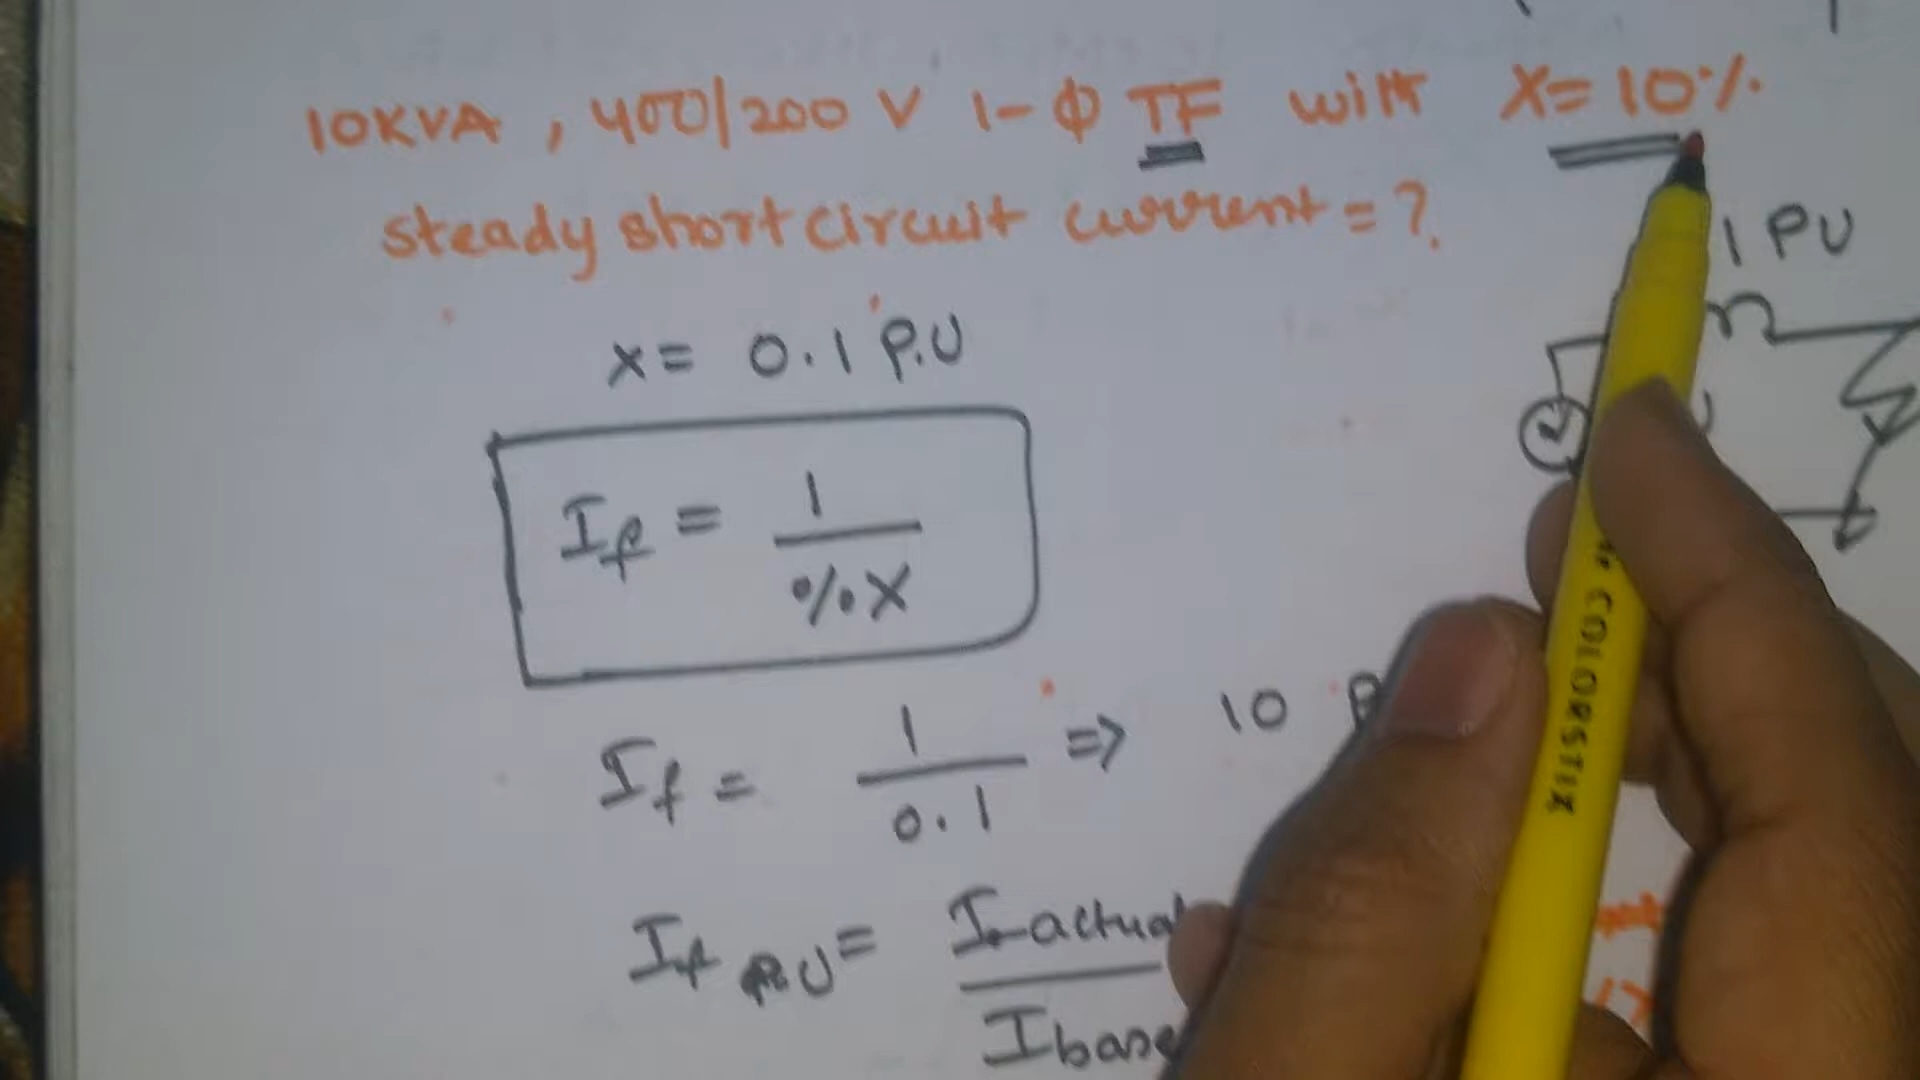 10KVA, 400/200 V 1-Φ TF with X= 10%
steady short circuit current = ?.
1 PU
x= 0.1 P.U
If = 1/%X
If = 1/0.1 => 10 P
If P.U = I-actual/Ibase
COLORSTIX